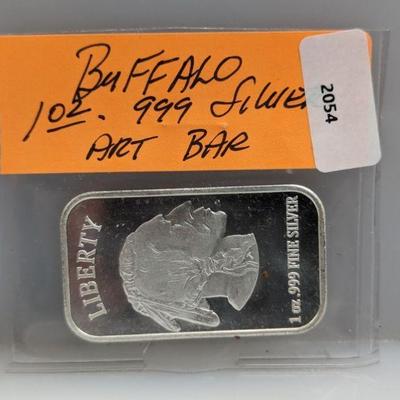 BUFFALO
1oz. .999 SILVER
ART BAR
2054
LIBERTY
1 oz .999 FINE SILVER